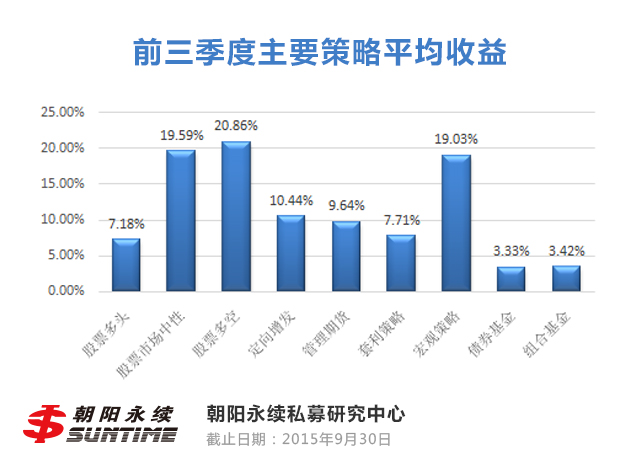 前三季度主要策略平均收益
25.00%
20.00%
15.00%
10.00%
5.00%
0.00%
7.18%
19.59%
20.86%
10.44%
9.64%
7.71%
19.03%
3.33%
3.42%
股票多头
股票市场中性
股票多空
定向增发
管理期货
套利策略
宏观策略
债券基金
组合基金
朝阳永续
SUNTIME
朝阳永续私募研究中心
截止日期：2015年9月30日